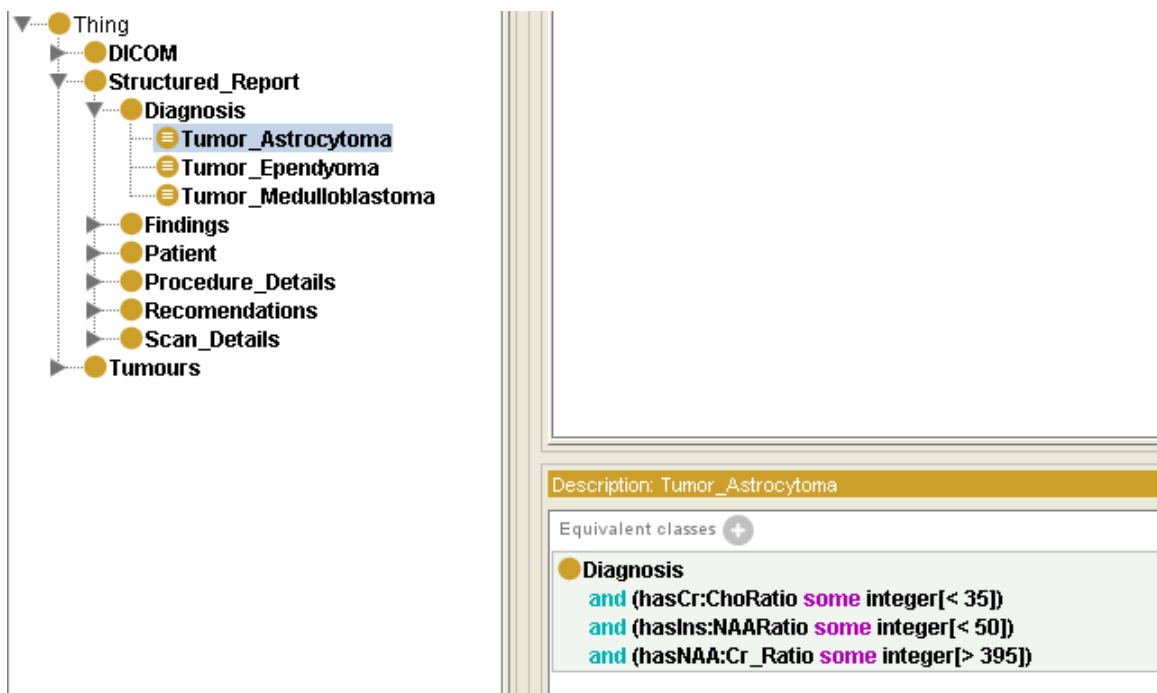 Thing
DICOM
Structured_Report
Diagnosis
Tumor_Astrocytoma
Tumor_Ependyoma
Tumor_Medulloblastoma
Findings
Patient
Procedure_Details
Recomendations
Scan_Details
Tumours
Description: Tumor_Astrocytoma
Equivalent classes
Diagnosis
and (hasCr:ChoRatio some integer[< 35])
and (hasIns:NAARatio some integer[< 50])
and (hasNAA:Cr_Ratio some integer[> 395])